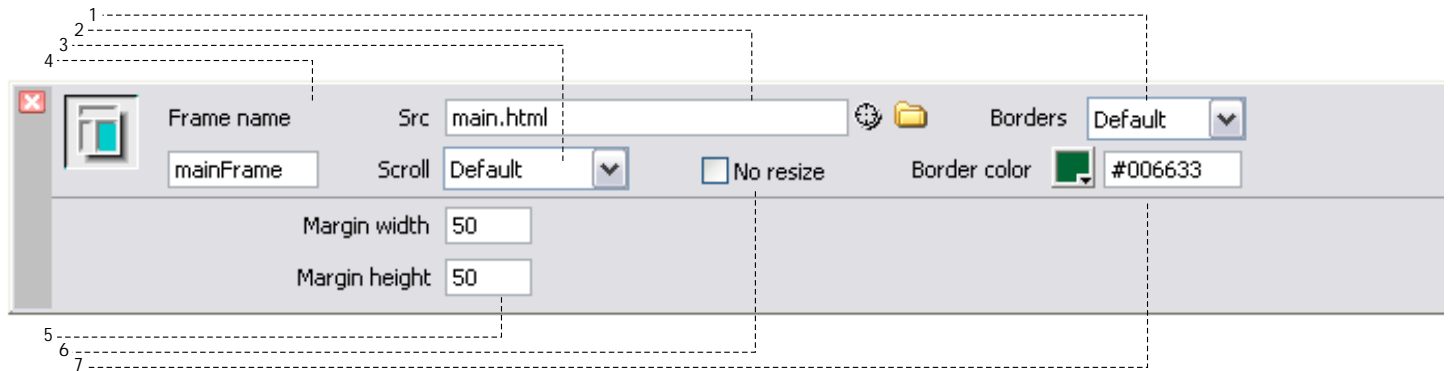 1
2
3
4
Frame name Src main.html Borders Default
mainFrame Scroll Default No resize Border color #006633
Margin width 50
Margin height 50
5
6
7